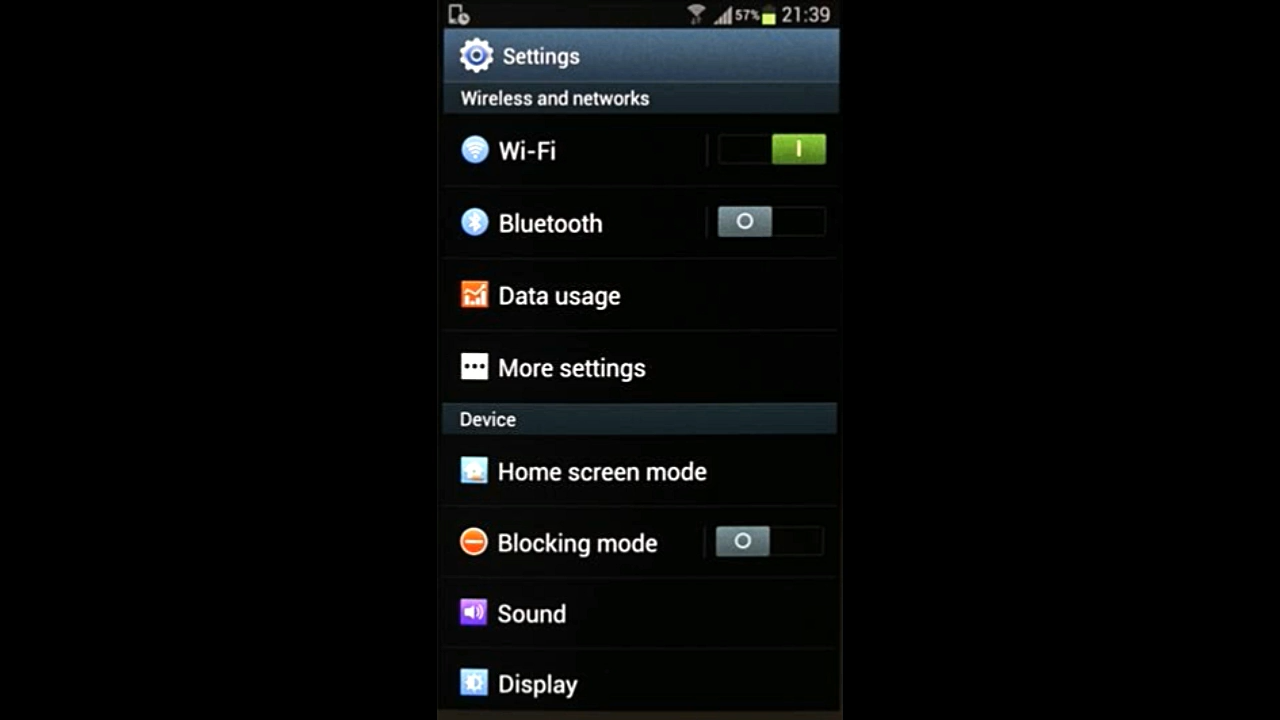 57% 21:39
Settings
Wireless and networks
Wi-Fi
Bluetooth
Data usage
More settings
Device
Home screen mode
Blocking mode
Sound
Display